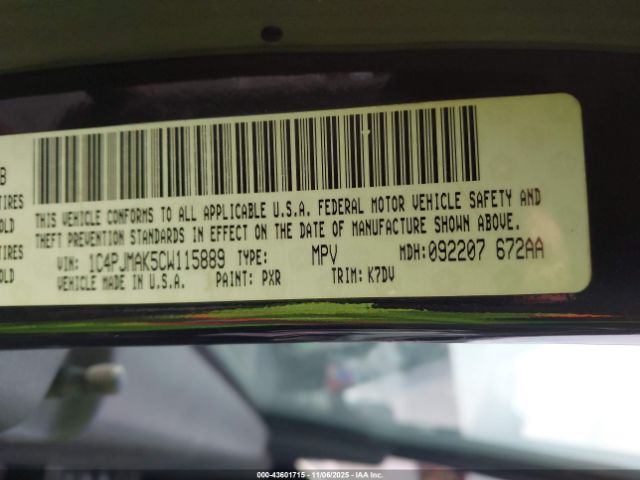 B
TIRES
OLD
TIRES
OLD
THIS VEHICLE CONFORMS TO ALL APPLICABLE U.S.A. FEDERAL MOTOR VEHICLE SAFETY AND
THEFT PREVENTION STANDARDS IN EFFECT ON THE DATE OF MANUFACTURE SHOWN ABOVE.
VIN: 1C4PJMAK5CW115889 TYPE: MPV MDH:092207 672AA
VEHICLE MADE IN U.S.A. PAINT: PXR TRIM: K7DV
000-43601715 - 11/06/2025 - IAA Inc.